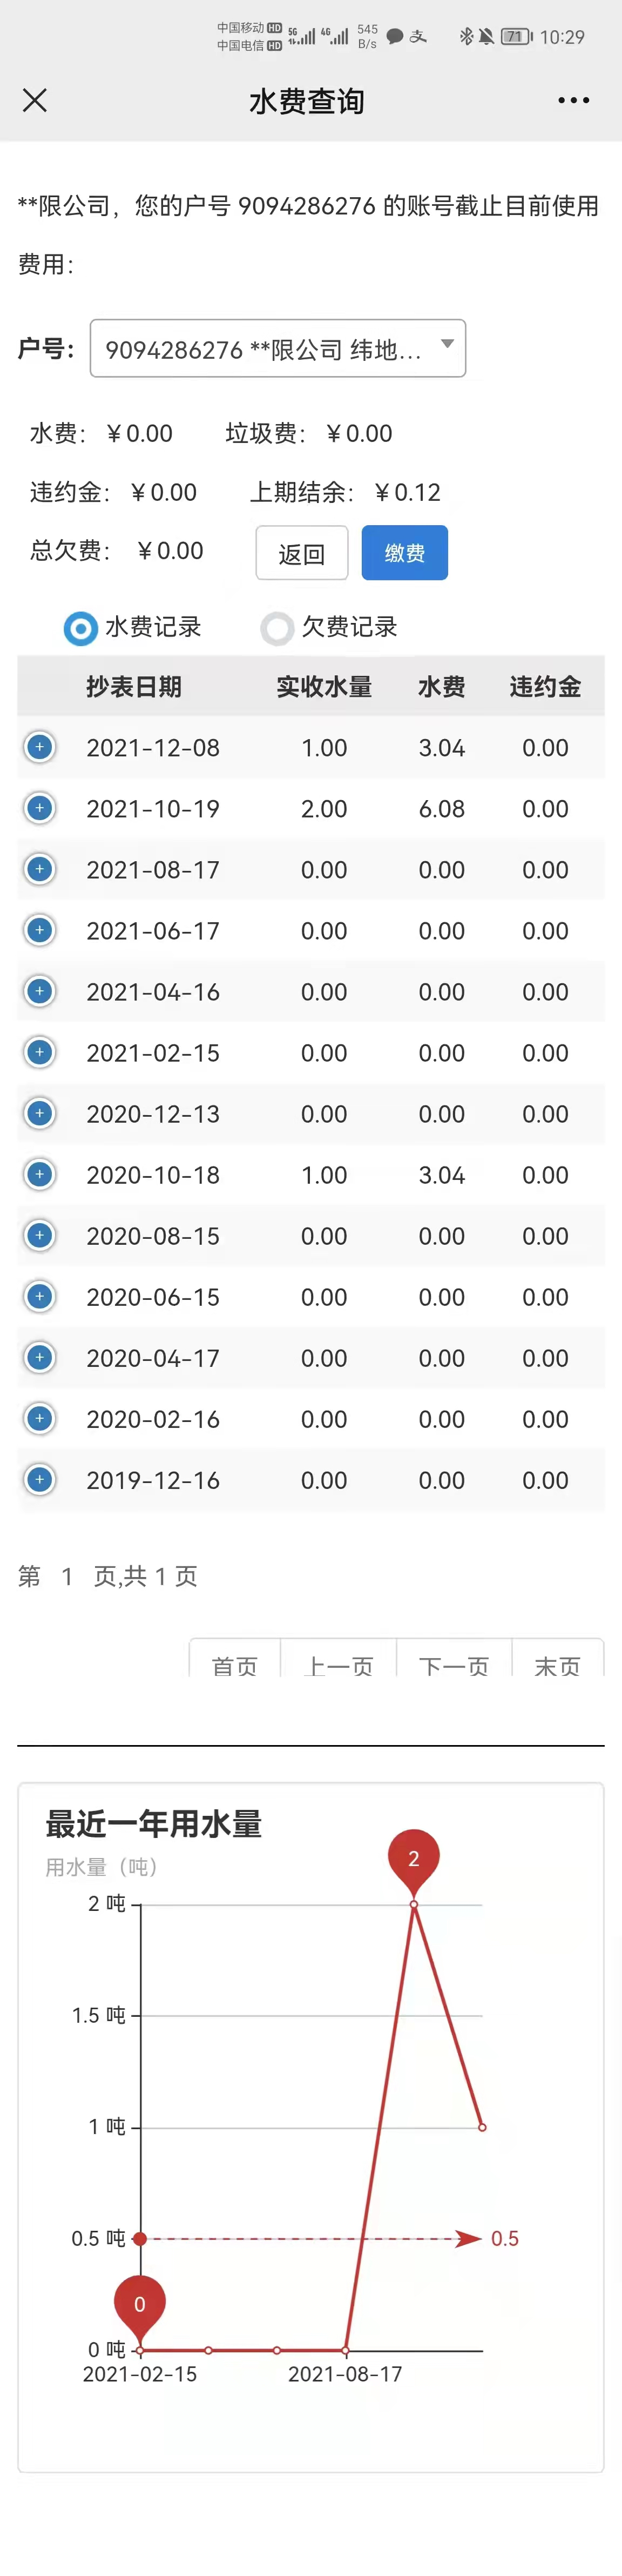 中国移动 HD 5G 4G 545 71 10:29
中国电信 HD B/s 支
水费查询
**限公司，您的户号 9094286276 的账号截止目前使用
费用：
户号： 9094286276 **限公司 纬地...
水费： ￥0.00 垃圾费： ￥0.00
违约金： ￥0.00 上期结余： ￥0.12
总欠费： ￥0.00 返回 缴费
水费记录 欠费记录
抄表日期 实收水量 水费 违约金
+ 2021-12-08 1.00 3.04 0.00
+ 2021-10-19 2.00 6.08 0.00
+ 2021-08-17 0.00 0.00 0.00
+ 2021-06-17 0.00 0.00 0.00
+ 2021-04-16 0.00 0.00 0.00
+ 2021-02-15 0.00 0.00 0.00
+ 2020-12-13 0.00 0.00 0.00
+ 2020-10-18 1.00 3.04 0.00
+ 2020-08-15 0.00 0.00 0.00
+ 2020-06-15 0.00 0.00 0.00
+ 2020-04-17 0.00 0.00 0.00
+ 2020-02-16 0.00 0.00 0.00
+ 2019-12-16 0.00 0.00 0.00
第 1 页,共 1 页
首页 上一页 下一页 末页
最近一年用水量
用水量（吨）
2
2 吨
1.5 吨
1 吨
0.5 吨 0.5
0
0 吨
2021-02-15 2021-08-17